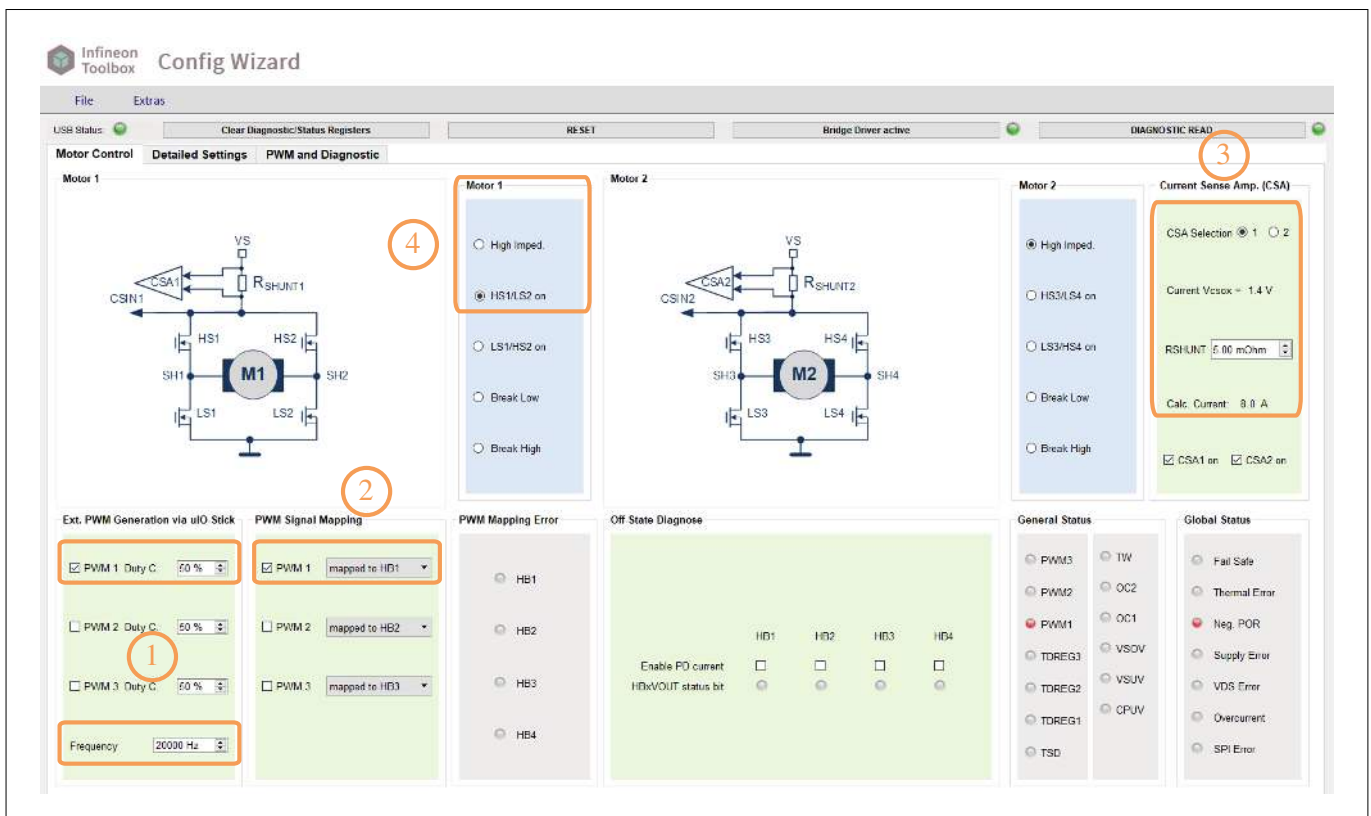 Infineon
Toolbox
Config Wizard
File Extras
USB Status: Clear Diagnostic/Status Registers RESET Bridge Driver active DIAGNOSTIC READ
Motor Control Detailed Settings PWM and Diagnostic
3
Motor 1
Motor 1
Motor 2
Motor 2
Current Sense Amp. (CSA)
4
VS
CSA1
RSHUNT1
CSIN1
HS1
HS2
SH1
M1
SH2
LS1
LS2
High Imped.
HS1/LS2 on
LS1/HS2 on
Break Low
Break High
VS
CSA2
RSHUNT2
CSIN2
HS3
HS4
SH3
M2
SH4
LS3
LS4
High Imped.
HS3/LS4 on
LS3/HS4 on
Break Low
Break High
CSA Selection 1 2
Current Vcsox = 1.4 V
RSHUNT 5.00 mOhm
Calc. Current: 8.0 A
CSA1 on CSA2 on
2
Ext. PWM Generation via uIO Stick
PWM 1 Duty C. 50 %
PWM 2 Duty C. 50 %
1
PWM 3 Duty C. 50 %
Frequency 20000 Hz
PWM Signal Mapping
PWM 1 mapped to HB1
PWM 2 mapped to HB2
PWM 3 mapped to HB3
PWM Mapping Error
HB1
HB2
HB3
HB4
Off State Diagnose
HB1 HB2 HB3 HB4
Enable PD current
HBxVOUT status bit
General Status
PWM3
PWM2
PWM1
TDREG3
TDREG2
TDREG1
TSD
TW
OC2
OC1
VSOV
VSUV
CPUV
Global Status
Fail Safe
Thermal Error
Neg. POR
Supply Error
VDS Error
Overcurrent
SPI Error